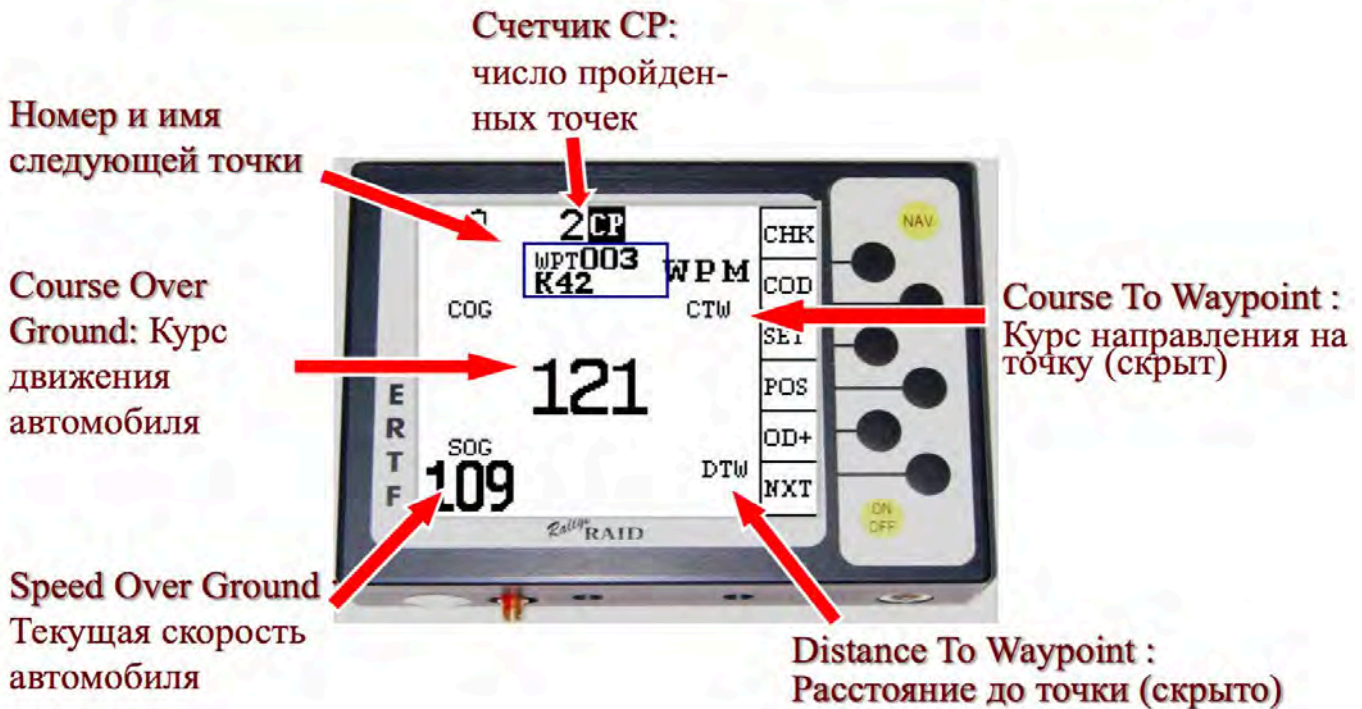 Счетчик CP:
число пройден-
ных точек
Номер и имя
следующей точки
2 CP
WPT003
K42
WPM
COG
CTW
Course Over
Ground: Курс
движения
автомобиля
121
SOG
109
DTW
CHK
COD
SET
POS
OD+
NXT
NAV
ON
OFF
ERTF
Rallye RAID
Course To Waypoint :
Курс направления на
точку (скрыт)
Speed Over Ground :
Текущая скорость
автомобиля
Distance To Waypoint :
Расстояние до точки (скрыто)